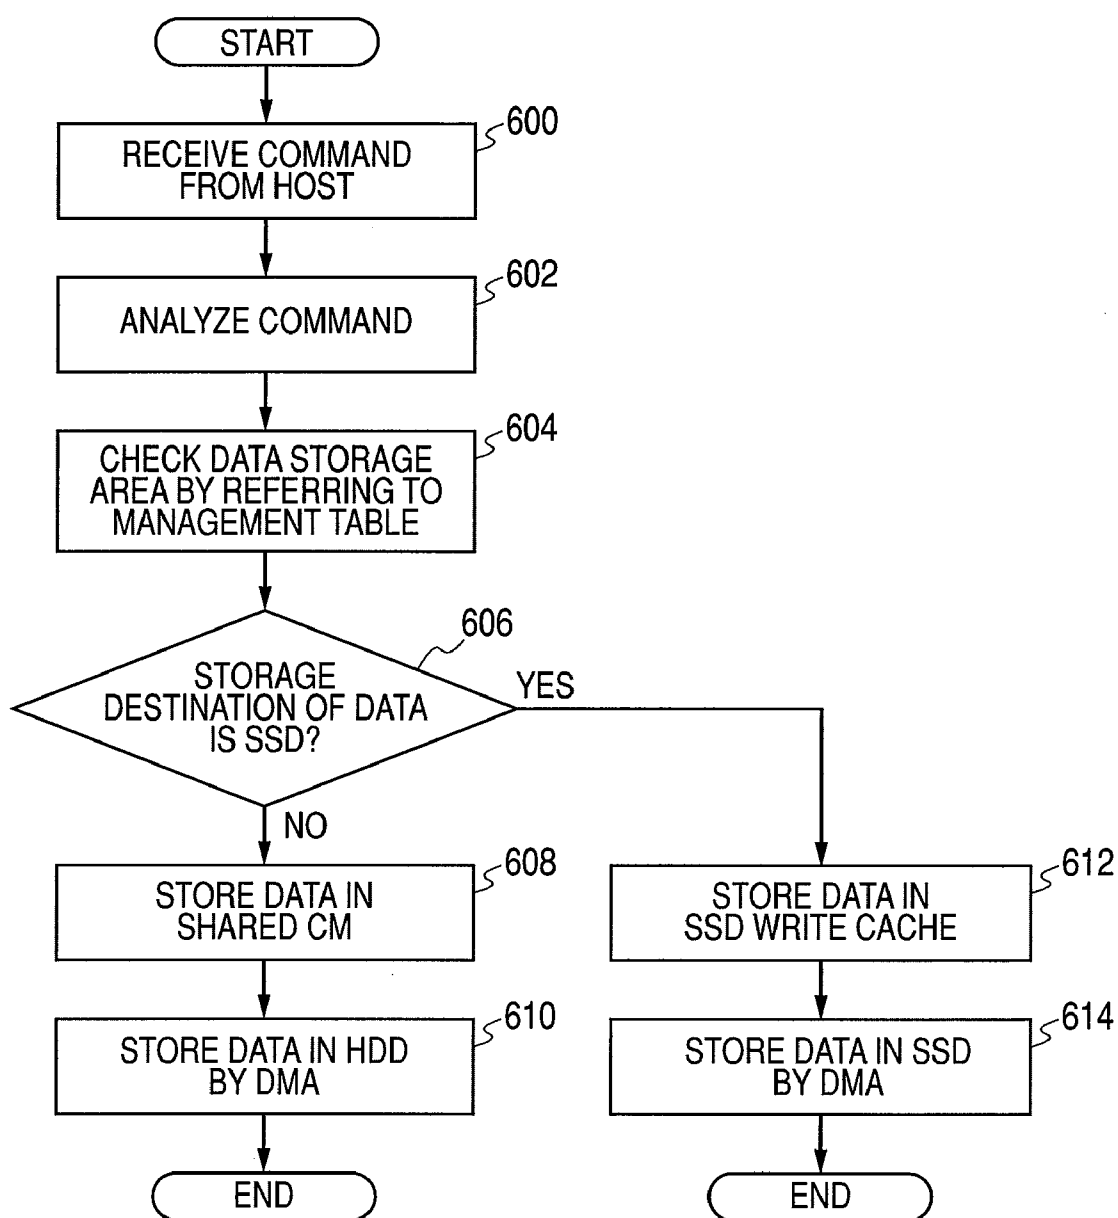 START
600
RECEIVE COMMAND
FROM HOST
602
ANALYZE COMMAND
604
CHECK DATA STORAGE
AREA BY REFERRING TO
MANAGEMENT TABLE
606
STORAGE
DESTINATION OF DATA
IS SSD?
YES
NO
608
STORE DATA IN
SHARED CM
612
STORE DATA IN
SSD WRITE CACHE
610
STORE DATA IN HDD
BY DMA
614
STORE DATA IN SSD
BY DMA
END
END